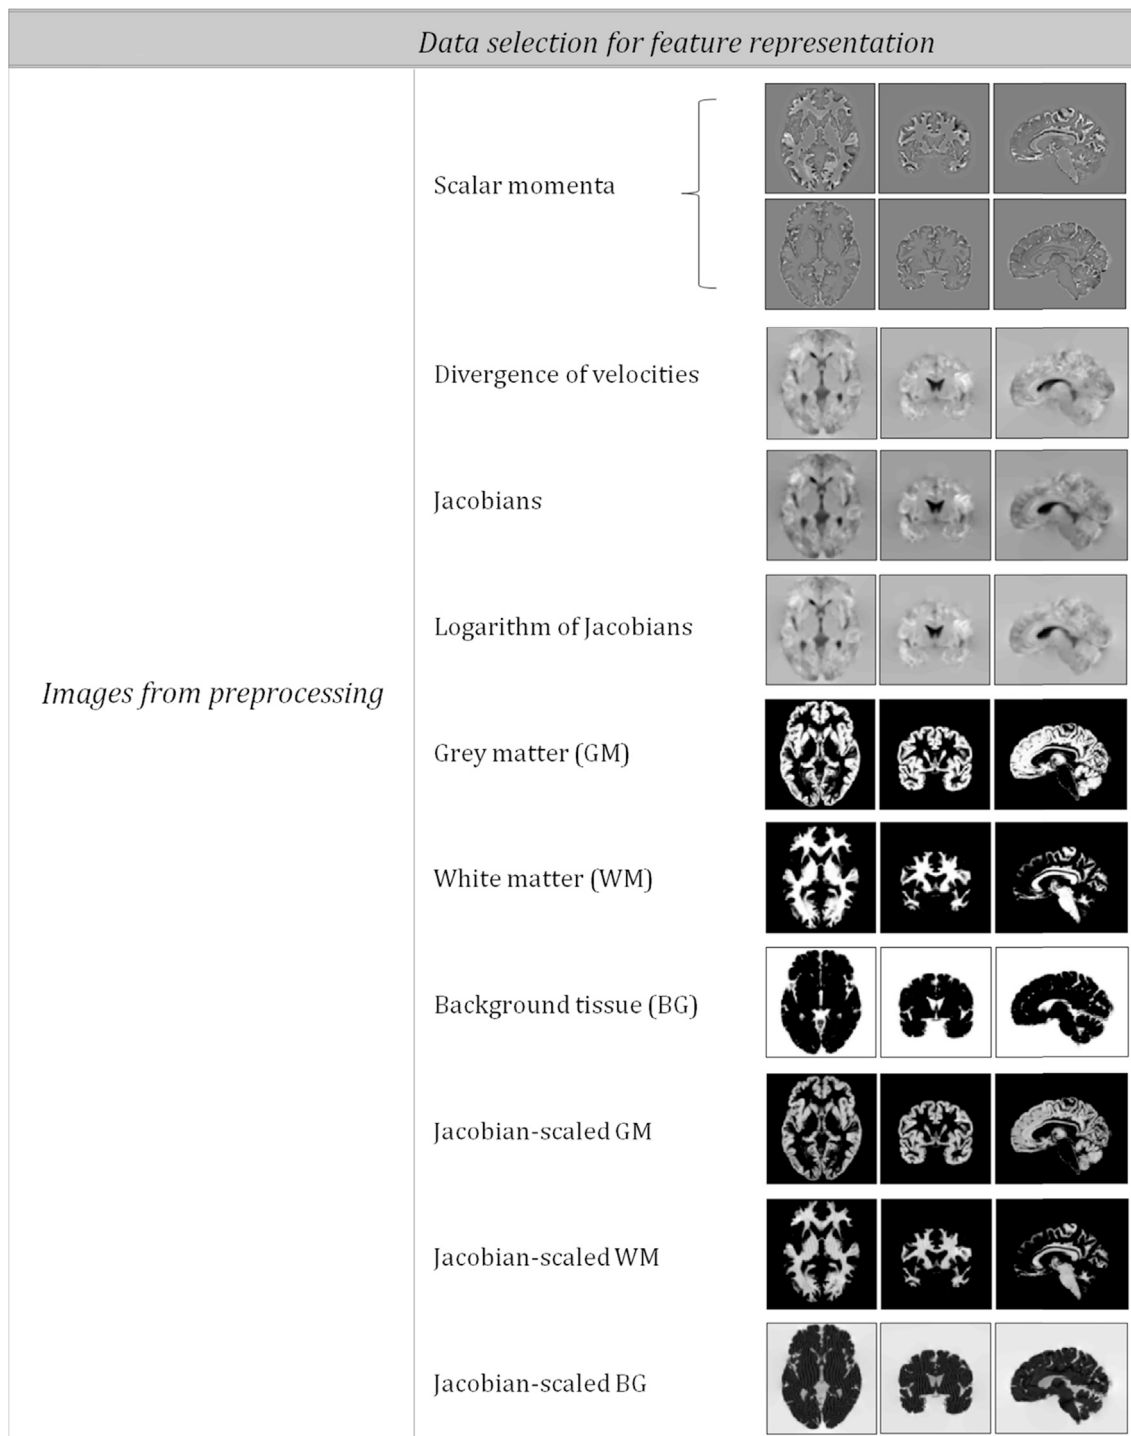 Data selection for feature representation
Scalar momenta
Divergence of velocities
Jacobians
Logarithm of Jacobians
Images from preprocessing
Grey matter (GM)
White matter (WM)
Background tissue (BG)
Jacobian-scaled GM
Jacobian-scaled WM
Jacobian-scaled BG